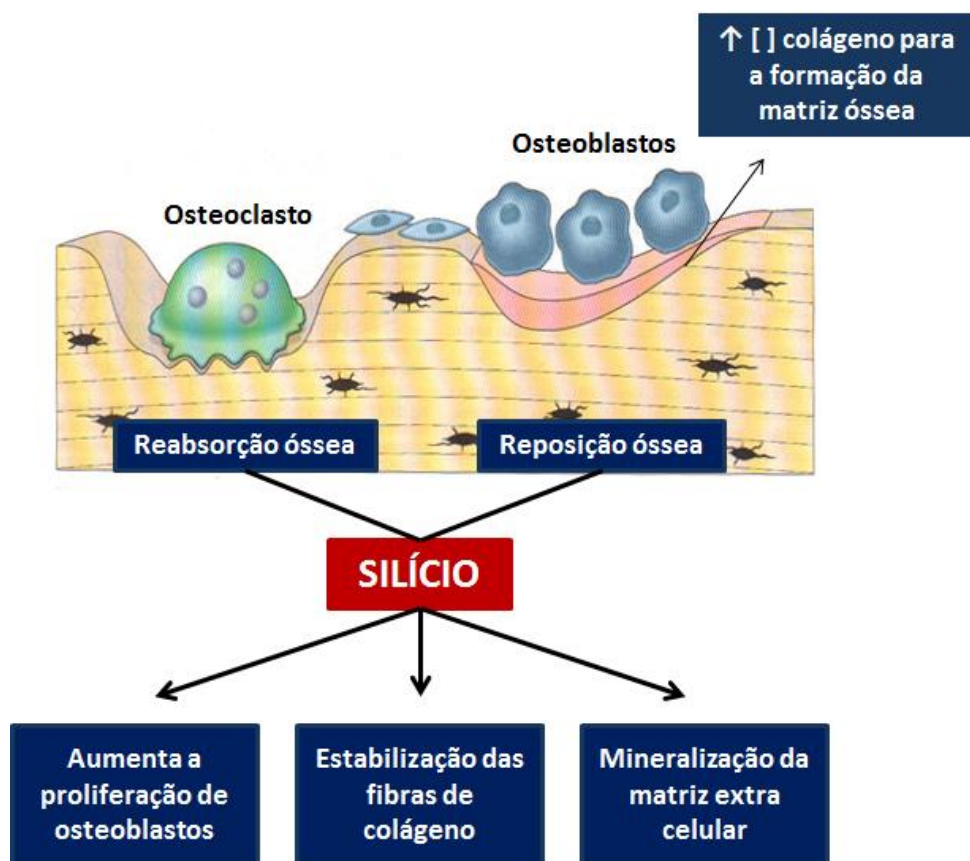 ↑ [ ] colágeno para
a formação da
matriz óssea
Osteoblastos
Osteoclasto
Reabsorção óssea
Reposição óssea
SILÍCIO
Aumenta a
proliferação de
osteoblastos
Estabilização das
fibras de
colágeno
Mineralização da
matriz extra
celular